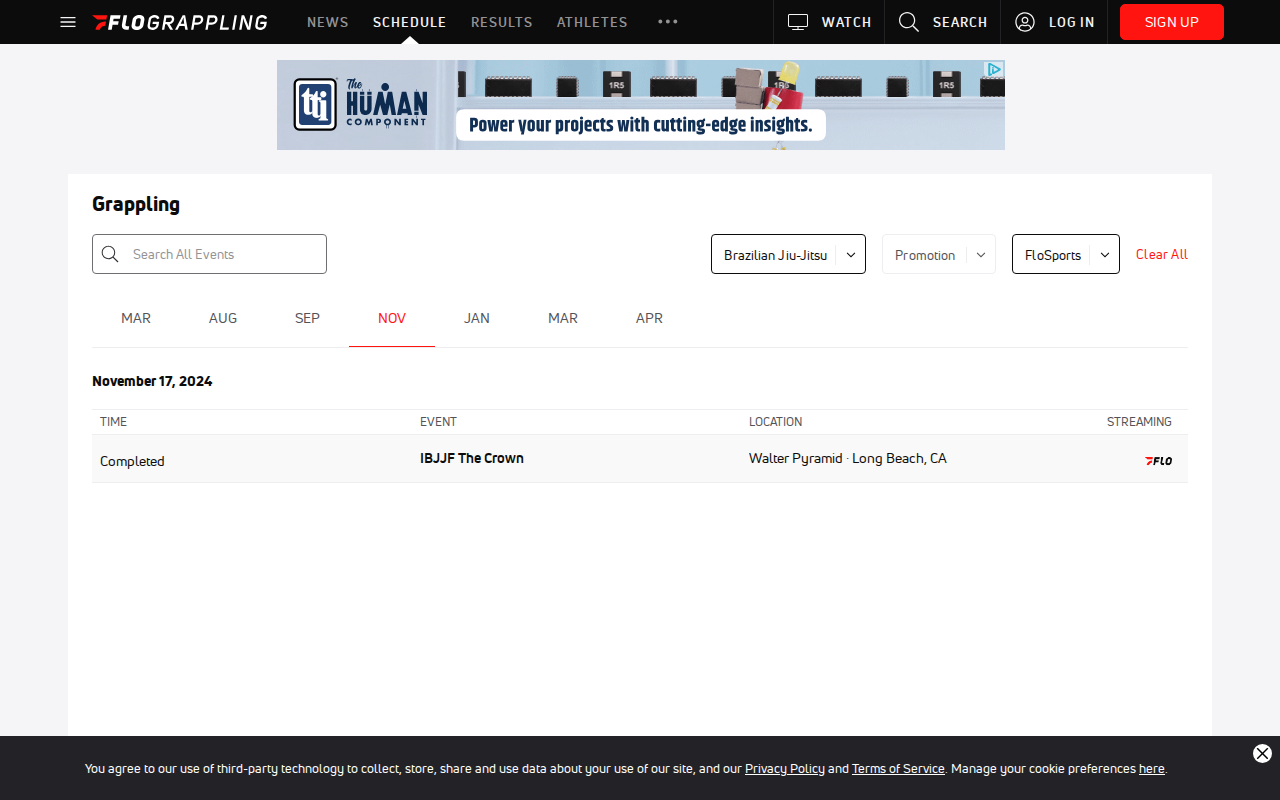 FLOGRAPPLING NEWS SCHEDULE RESULTS ATHLETES WATCH SEARCH LOG IN SIGN UP
tti The HUMAN COMPONENT
1R5 1R5 1R5
Power your projects with cutting-edge insights.
Grappling
Search All Events Brazilian Jiu-Jitsu Promotion FloSports Clear All
MAR AUG SEP NOV JAN MAR APR
November 17, 2024
TIME EVENT LOCATION STREAMING
Completed IBJJF The Crown Walter Pyramid · Long Beach, CA FLO
You agree to our use of third-party technology to collect, store, share and use data about your use of our site, and our Privacy Policy and Terms of Service. Manage your cookie preferences here.